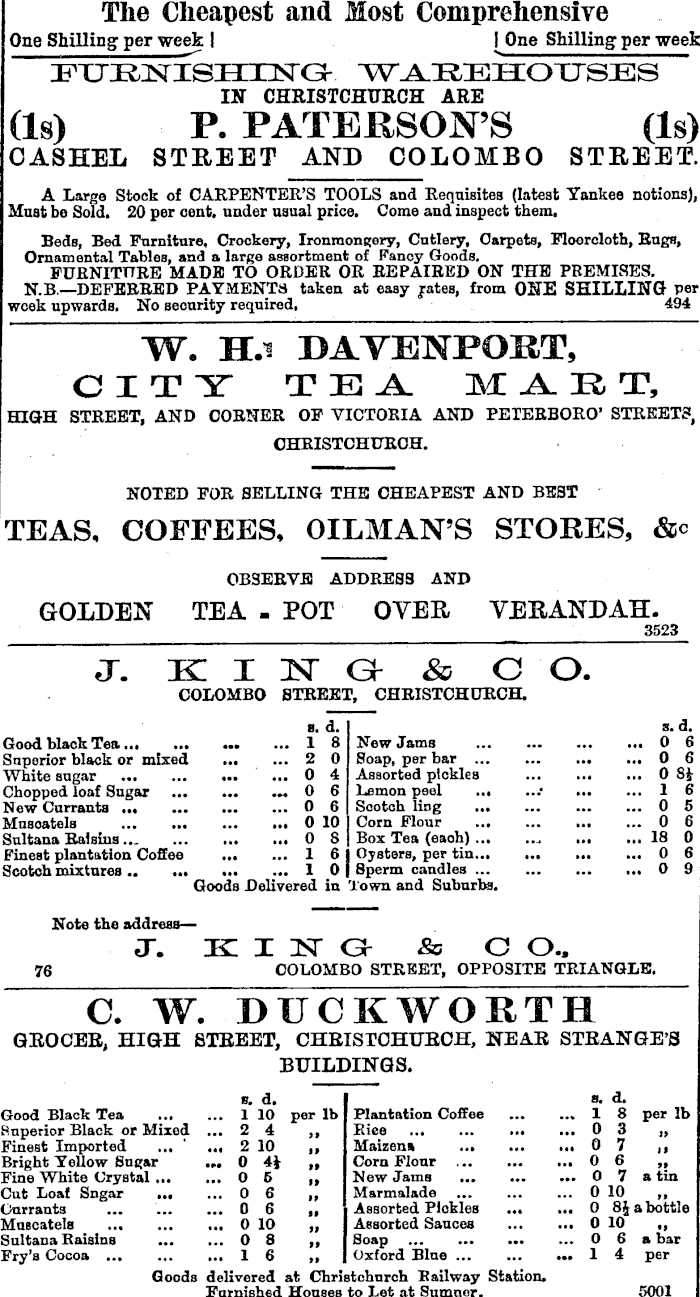 The Cheapest and Most Comprehensive
One Shilling per week | | One Shilling per week
FURNISHING WAREHOUSES
IN CHRISTCHURCH ARE
(1s) P. PATERSON'S (1s)
CASHEL STREET AND COLOMBO STREET.
A Large Stock of CARPENTER'S TOOLS and Requisites (latest Yankee notions),
Must be Sold. 20 per cent. under usual price. Come and inspect them.
Beds, Bed Furniture, Crockery, Ironmongery, Cutlery, Carpets, Floorcloth, Rugs,
Ornamental Tables, and a large assortment of Fancy Goods.
FURNITURE MADE TO ORDER OR REPAIRED ON THE PREMISES.
N.B.—DEFERRED PAYMENTS taken at easy rates, from ONE SHILLING per
week upwards. No security required. 494
W. H. DAVENPORT,
CITY TEA MART,
HIGH STREET, AND CORNER OF VICTORIA AND PETERBORO' STREETS,
CHRISTCHURCH.
NOTED FOR SELLING THE CHEAPEST AND BEST
TEAS, COFFEES, OILMAN'S STORES, &c
OBSERVE ADDRESS AND
GOLDEN TEA - POT OVER VERANDAH.
3523
J. KING & CO.
COLOMBO STREET, CHRISTCHURCH.
s. d.
Good black Tea ... ... ... ... 1 8
Superior black or mixed ... ... 2 0
White sugar ... ... ... ... 0 4
Chopped loaf Sugar ... ... ... 0 6
New Currants ... ... ... ... 0 6
Muscatels ... ... ... ... 0 10
Sultana Raisins ... ... ... ... 0 8
Finest plantation Coffee ... ... 1 6
Scotch mixtures .. ... ... ... 1 0
s. d.
New Jams ... ... ... ... 0 6
Soap, per bar ... ... ... ... 0 6
Assorted pickles ... ... ... 0 8½
Lemon peel ... ... ... ... 1 6
Scotch ling ... ... ... ... 0 5
Corn Flour ... ... ... ... 0 6
Box Tea (each) ... ... ... ... 18 0
Oysters, per tin... ... ... ... 0 6
Sperm candles ... ... ... ... 0 9
Goods Delivered in Town and Suburbs.
Note the address—
J. KING & CO.,
76 COLOMBO STREET, OPPOSITE TRIANGLE.
C. W. DUCKWORTH
GROCER, HIGH STREET, CHRISTCHURCH, NEAR STRANGE'S
BUILDINGS.
s. d.
Good Black Tea ... ... 1 10 per lb
Superior Black or Mixed ... 2 4 ,,
Finest Imported ... ... 2 10 ,,
Bright Yellow Sugar ... 0 4½ ,,
Fine White Crystal ... ... 0 5 ,,
Cut Loaf Sugar ... ... 0 6 ,,
Currants ... ... ... 0 6 ,,
Muscatels ... ... ... 0 10 ,,
Sultana Raisins ... ... 0 8 ,,
Fry's Cocoa ... ... ... 1 6 ,,
s. d.
Plantation Coffee ... ... 1 8 per lb
Rice ... ... ... ... 0 3 ,,
Maizena ... ... ... 0 7 ,,
Corn Flour ... ... ... 0 6 ,,
New Jams ... ... ... 0 7 a tin
Marmalade ... ... ... 0 10 ,,
Assorted Pickles ... ... 0 8½ a bottle
Assorted Sauces ... ... 0 10 ,,
Soap ... ... ... ... 0 6 a bar
Oxford Blue ... ... ... 1 4 per
Goods delivered at Christchurch Railway Station.
Furnished Houses to Let at Sumner. 5001